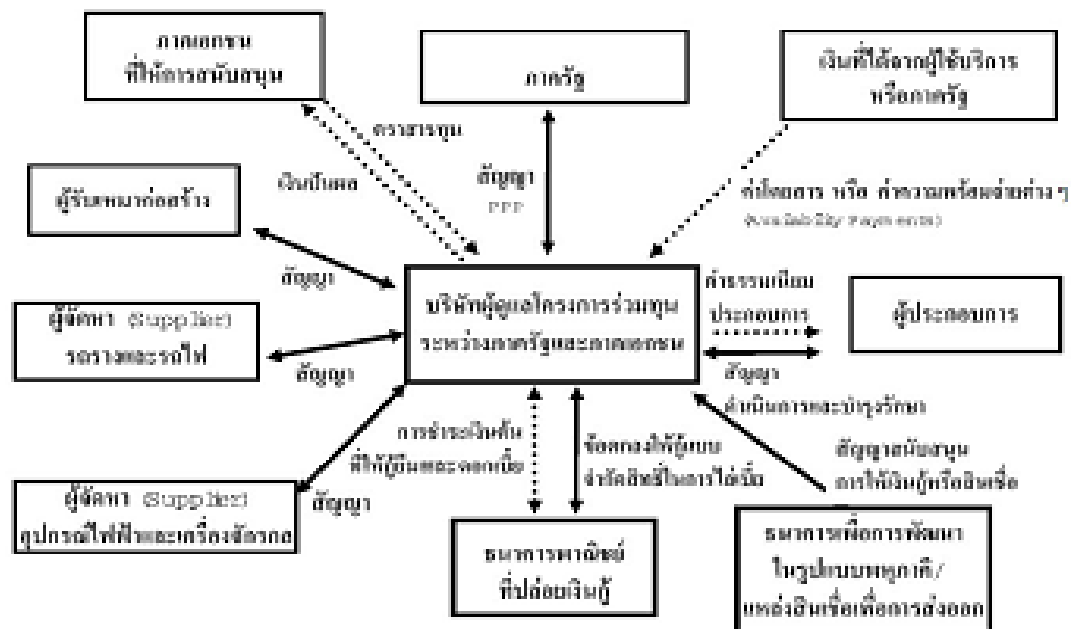 ภาคเอกชน
ที่ให้การสนับสนุน
ภาครัฐ
เงินที่ได้จากผู้ใช้บริการ
หรือภาครัฐ
ตราสารทุน
เงินปันผล
สัญญา
PPP
ค่าโดยสาร หรือ ค่าความพร้อมจ่ายต่าง ๆ
(Availability Payments)
ผู้รับเหมาก่อสร้าง
สัญญา
บริษัทผู้ดูแลโครงการร่วมทุน
ระหว่างภาครัฐและภาคเอกชน
ค่าธรรมเนียม
ประกอบการ
ผู้ประกอบการ
ผู้จัดหา (Supplier)
รถรางและรถไฟ
สัญญา
สัญญา
ดำเนินการและบำรุงรักษา
การชำระเงินต้น
ที่ให้กู้ยืมและดอกเบี้ย
ข้อตกลงให้กู้แบบ
จำกัดสิทธิ์ในการไล่เบี้ย
สัญญาสนับสนุน
การให้เงินกู้หรือสินเชื่อ
ผู้จัดหา (Supplier)
อุปกรณ์ไฟฟ้าและเครื่องจักรกล
สัญญา
ธนาคารพาณิชย์
ที่ปล่อยเงินกู้
ธนาคารเพื่อการพัฒนา
ในรูปแบบพหุภาคี/
แหล่งสินเชื่อเพื่อการส่งออก